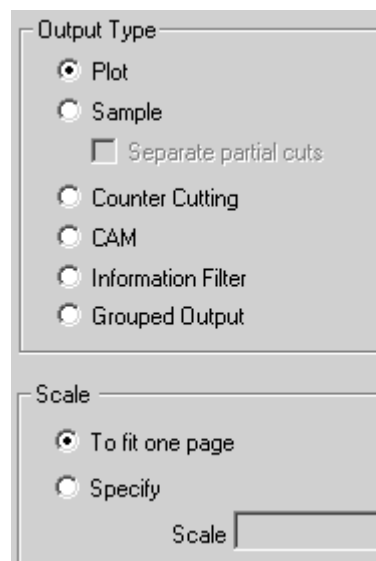 Output Type
Plot
Sample
Separate partial cuts
Counter Cutting
CAM
Information Filter
Grouped Output
Scale
To fit one page
Specify
Scale